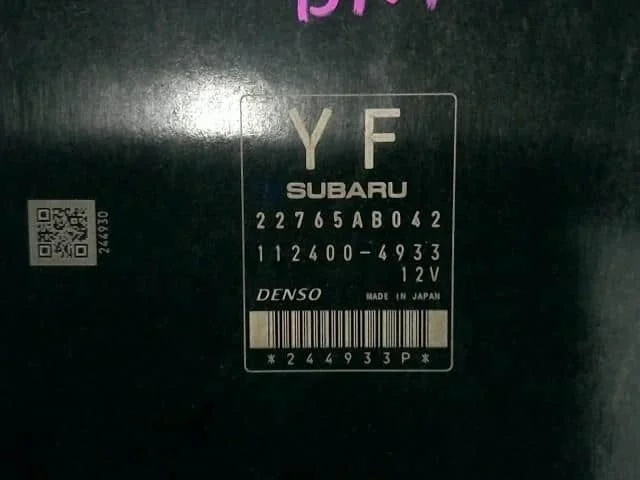 YF
SUBARU
22765AB042
112400-4933
12V
DENSO MADE IN JAPAN
*244933P*
244930